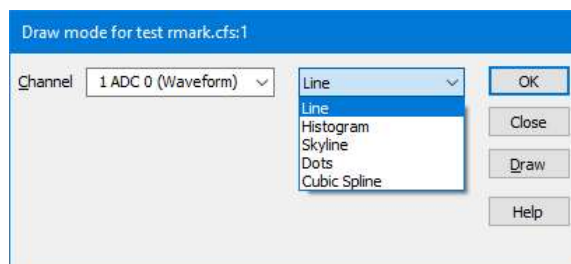 Draw mode for test rmark.cfs:1
Channel 1 ADC 0 (Waveform) Line OK
Line
Histogram
Skyline
Dots
Cubic Spline
Close
Draw
Help